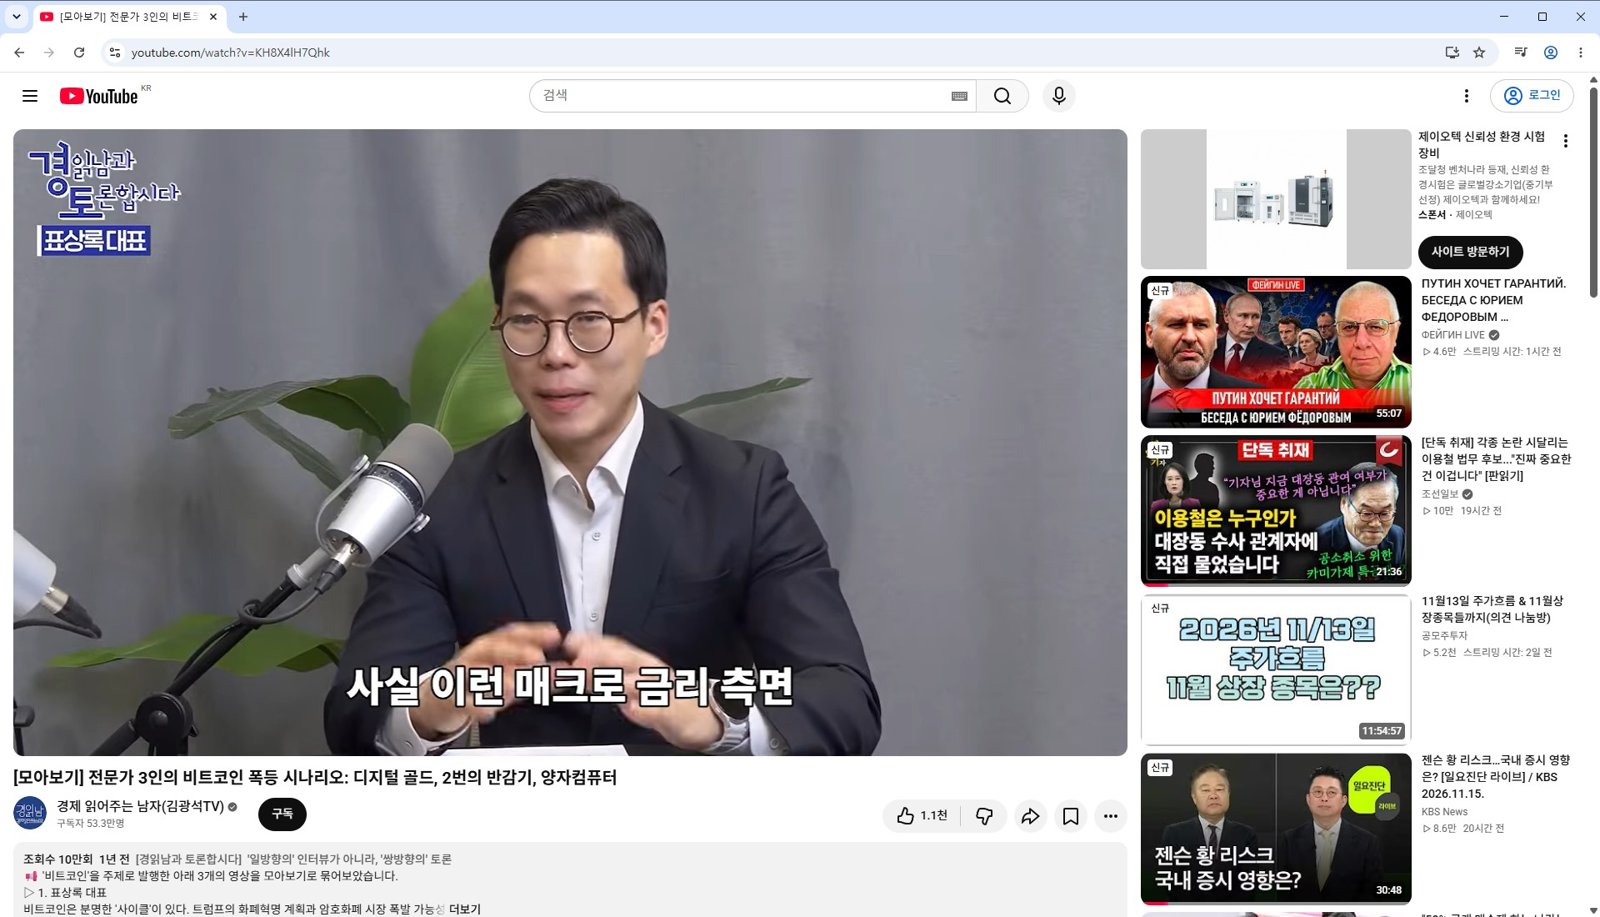 [모아보기] 전문가 3인의 비트코
youtube.com/watch?v=KH8X4lH7Qhk
YouTube KR
검색
로그인
경읽남과
토론합시다
표상록 대표
사실 이런 매크로 금리 측면
[모아보기] 전문가 3인의 비트코인 폭등 시나리오: 디지털 골드, 2번의 반감기, 양자컴퓨터
경읽남
경제 읽어주는 남자(김광석TV)
구독자 53.3만명
구독
1.1천
조회수 10만회 1년 전 [경읽남과 토론합시다] '일방향의' 인터뷰가 아니라, '쌍방향의' 토론
'비트코인'을 주제로 발행한 아래 3개의 영상을 모아보기로 묶어보았습니다.
▷ 1. 표상록 대표
비트코인은 분명한 '사이클'이 있다. 트럼프의 화폐혁명 계획과 암호화폐 시장 폭발 가능성 더보기
제이오텍 신뢰성 환경 시험
장비
조달청 벤처나라 등재, 신뢰성 환
경시험은 글로벌강소기업(중기부
선정) 제이오텍과 함께하세요!
스폰서 · 제이오텍
사이트 방문하기
신규
ФЕЙГИН LIVE
ПУТИН ХОЧЕТ ГАРАНТИЙ
БЕСЕДА С ЮРИЕМ ФЁДОРОВЫМ
55:07
ПУТИН ХОЧЕТ ГАРАНТИЙ.
БЕСЕДА С ЮРИЕМ
ФЕДОРОВЫМ ...
ФЕЙГИН LIVE
4.6만 스트리밍 시간: 1시간 전
신규
단독 취재
기자
"기자님 지금 대장동 관여 여부가
중요한 게 아닙니다"
이용철은 누구인가
대장동 수사 관계자에
직접 물었습니다
공소취소 위한
카미카제 특
21:36
[단독 취재] 각종 논란 시달리는
이용철 법무 후보..."진짜 중요한
건 이겁니다" [판읽기]
조선일보
10만 19시간 전
신규
2026년 11/13일
주가흐름
11월 상장 종목은??
11:54:57
11월13일 주가흐름 & 11월상
장종목들까지(의견 나눔방)
공모주투자
5.2천 스트리밍 시간: 2일 전
신규
일요진단
라이브
젠슨 황 리스크
국내 증시 영향은?
30:48
젠슨 황 리스크...국내 증시 영향
은? [일요진단 라이브] / KBS
2026.11.15.
KBS News
8.6만 20시간 전